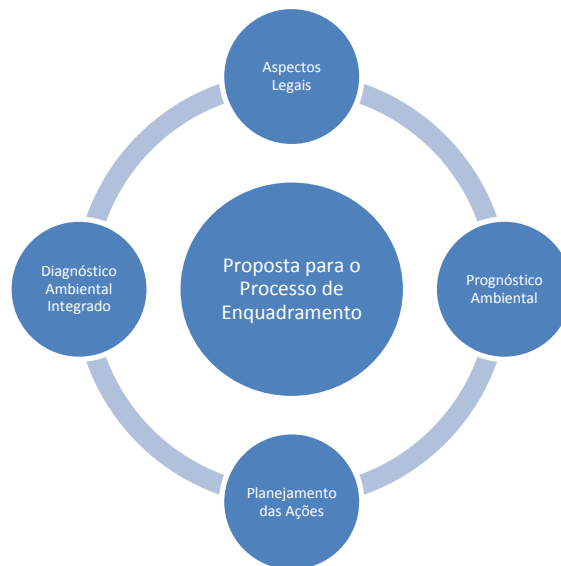 Aspectos
Legais
Diagnóstico
Ambiental
Integrado
Proposta para o
Processo de
Enquadramento
Prognóstico
Ambiental
Planejamento
das Ações